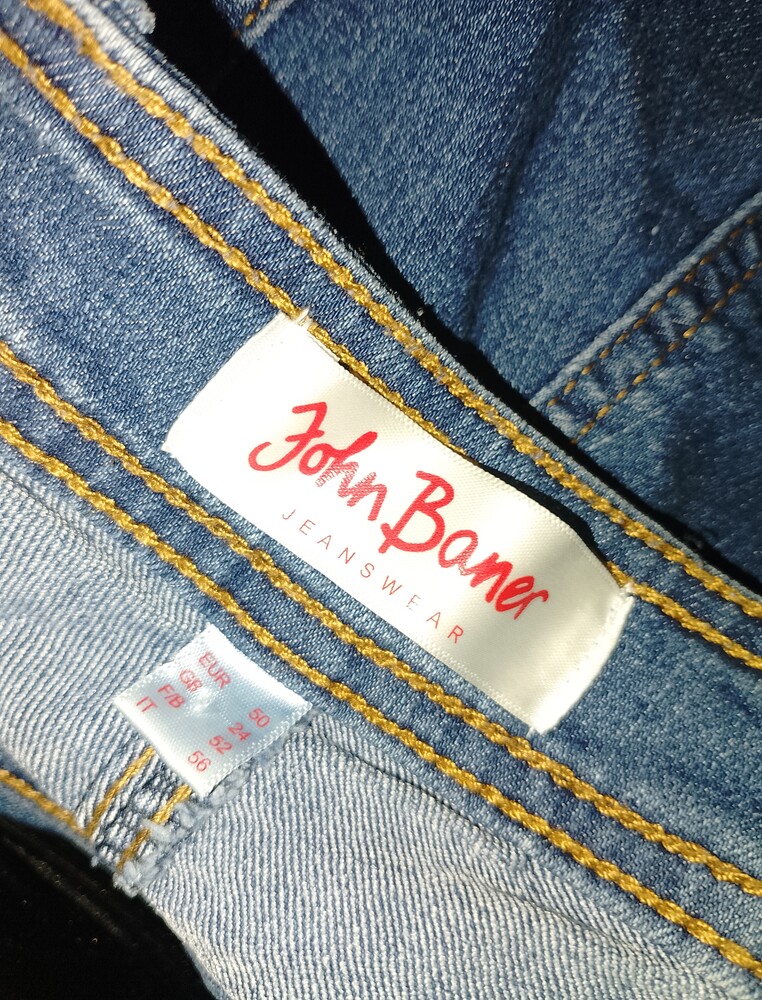 John Baner
JEANSWEAR
EUR 50
GB 24
F/B 52
IT 56